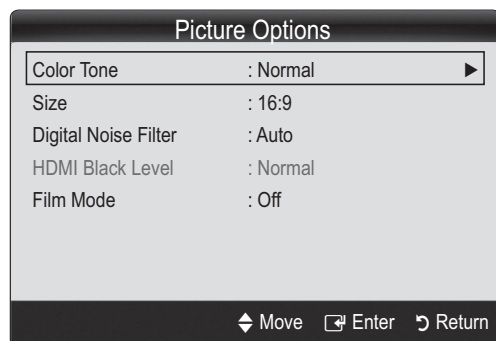 Picture Options
Color Tone : Normal ▶
Size : 16:9
Digital Noise Filter : Auto
HDMI Black Level : Normal
Film Mode : Off
Move Enter Return